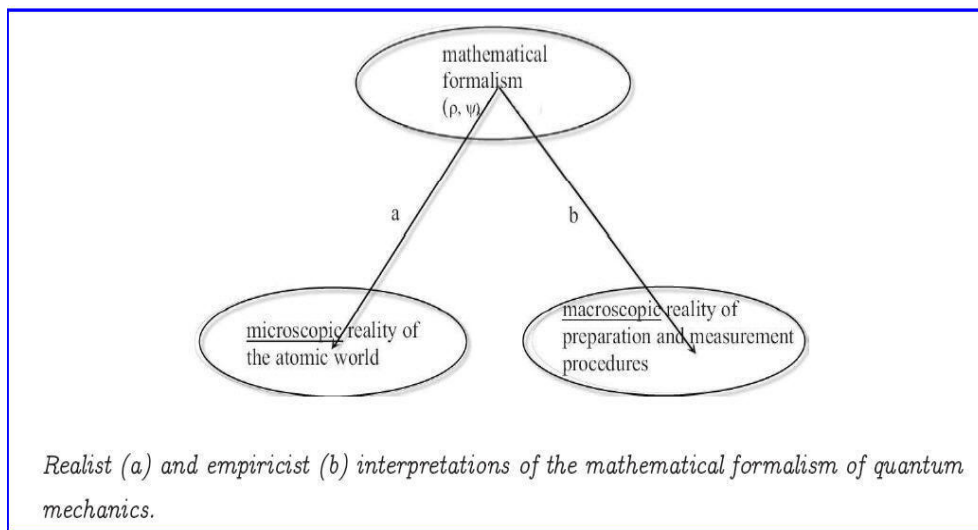 mathematical
formalism
(ρ, ψ)
a
b
microscopic reality of
the atomic world
macroscopic reality of
preparation and measurement
procedures
Realist (a) and empiricist (b) interpretations of the mathematical formalism of quantum
mechanics.